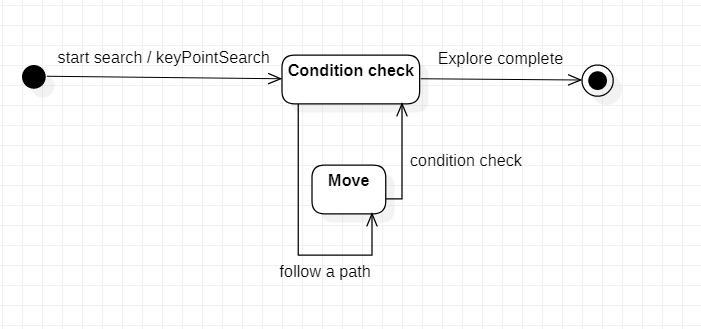 start search / keyPointSearch
Condition check
Explore complete
condition check
Move
follow a path